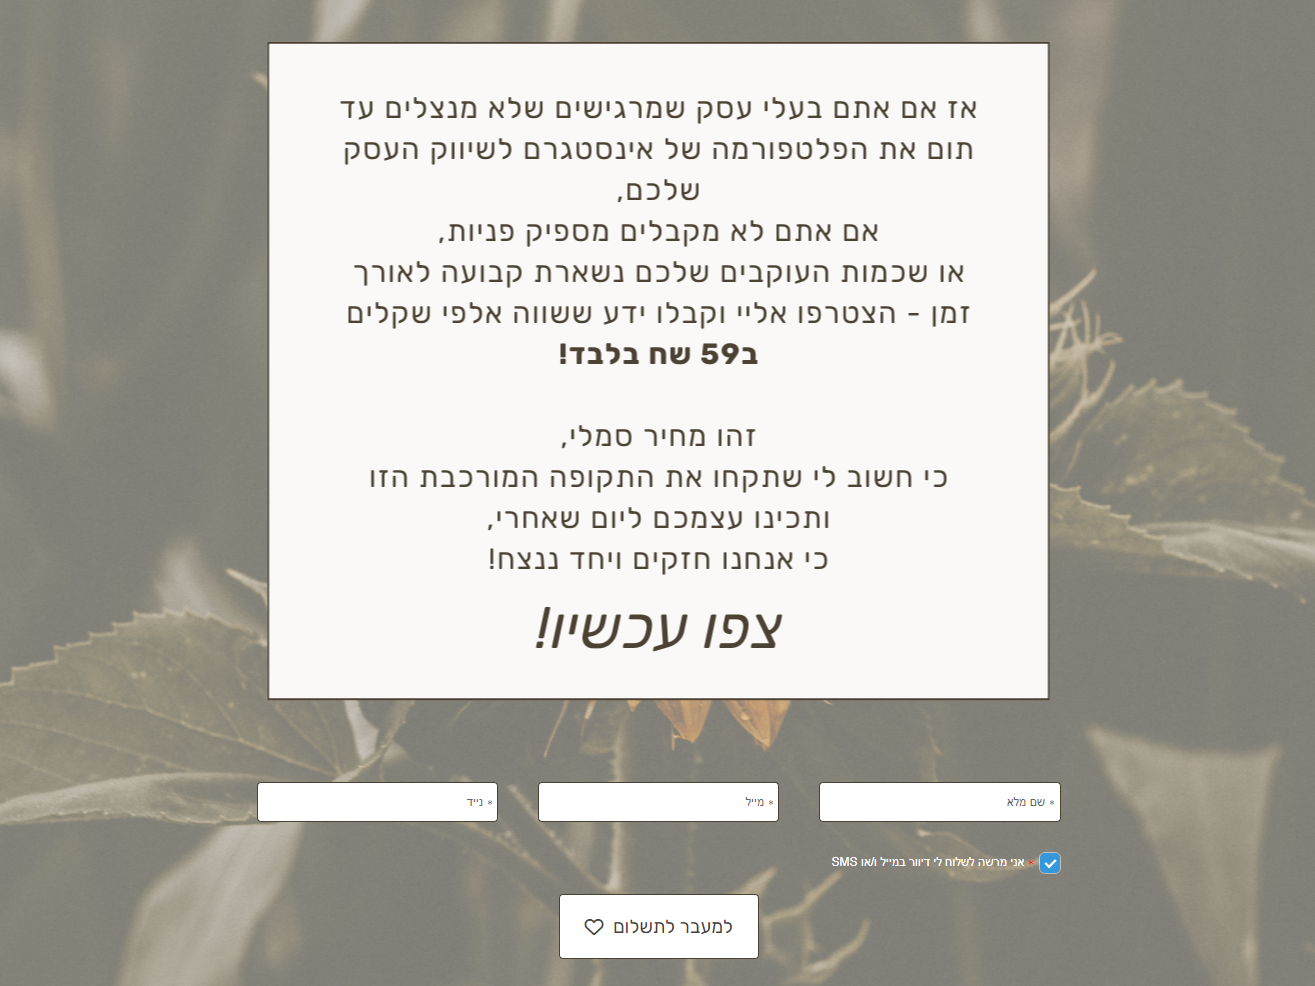 אז אם אתם בעלי עסק שמרגישים שלא מנצלים עד
תום את הפלטפורמה של אינסטגרם לשיווק העסק
שלכם,
אם אתם לא מקבלים מספיק פניות,
או שכמות העוקבים שלכם נשארת קבועה לאורך
זמן - הצטרפו אליי וקבלו ידע ששווה אלפי שקלים
ב59 שח בלבד!
זהו מחיר סמלי,
כי חשוב לי שתקחו את התקופה המורכבת הזו
ותכינו עצמכם ליום שאחרי,
כי אנחנו חזקים ויחד ננצח!
צפו עכשיו!
* שם מלא
* מייל
* נייד
* אני מרשה לשלוח לי דיוור במייל ו/או SMS
למעבר לתשלום